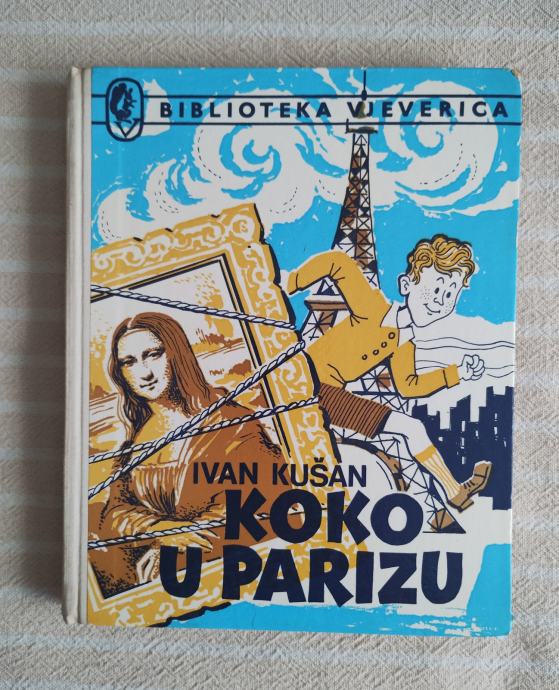 BIBLIOTEKA VJEVERICA
IVAN KUŠAN
KOKO
U PARIZU